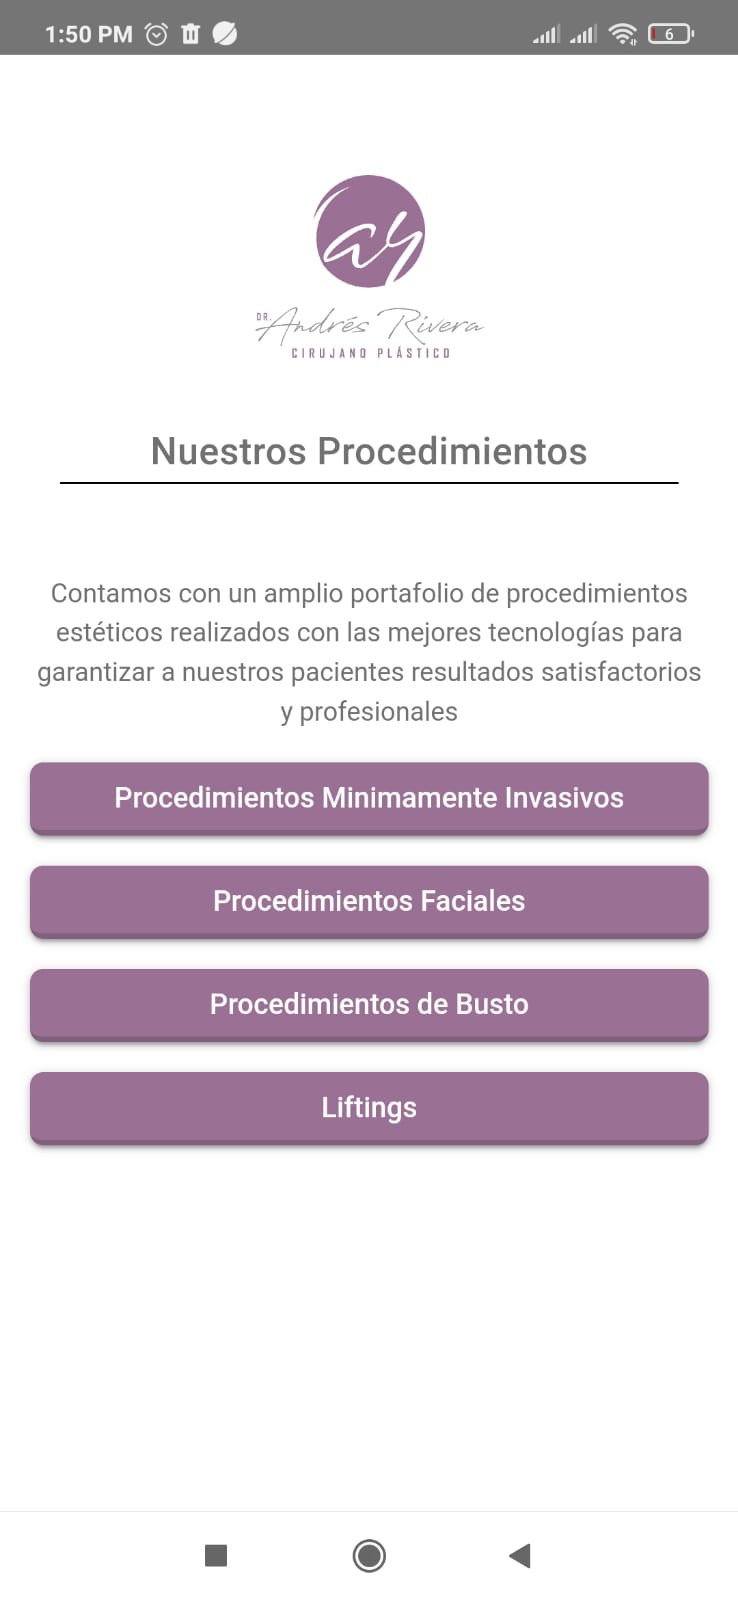 1:50 PM
6
ay
DR. Andrés Rivera
CIRUJANO PLÁSTICO
Nuestros Procedimientos
Contamos con un amplio portafolio de procedimientos
estéticos realizados con las mejores tecnologías para
garantizar a nuestros pacientes resultados satisfactorios
y profesionales
Procedimientos Minimamente Invasivos
Procedimientos Faciales
Procedimientos de Busto
Liftings